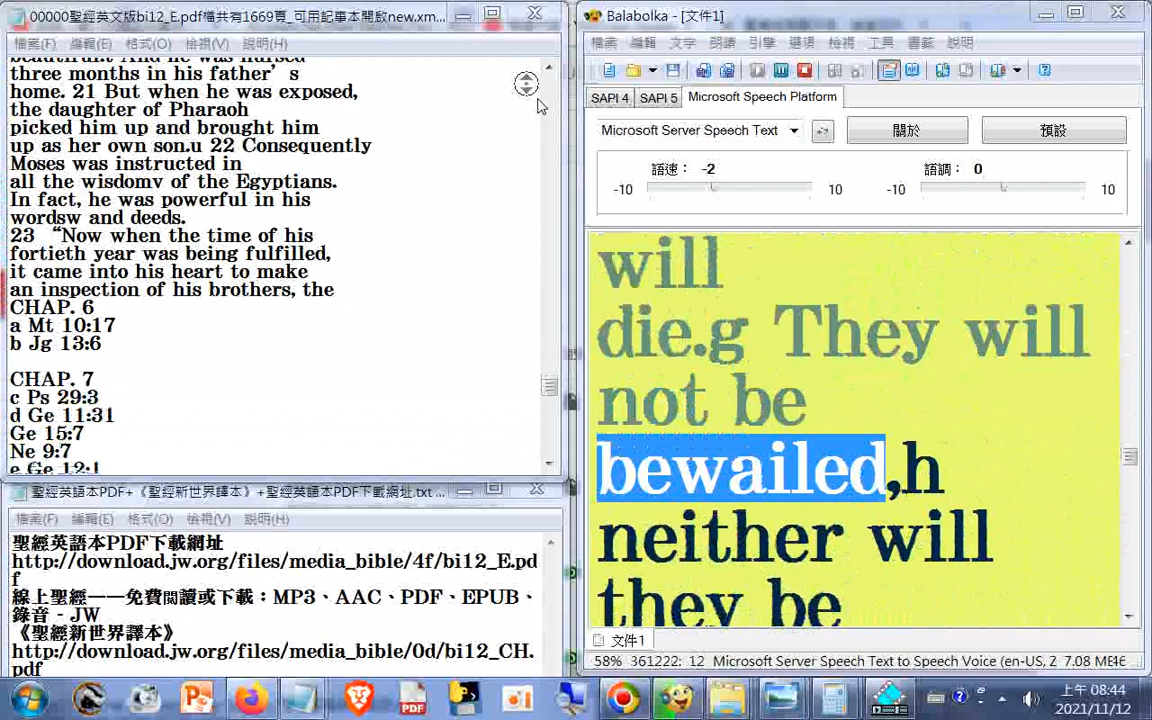 00000聖經英文版bi12_E.pdf檔共有1669頁_可用記事本開啟new.xm...
檔案(F) 編輯(E) 格式(O) 檢視(V) 說明(H)
beautiful. And he was nursed
three months in his father’s
home. 21 But when he was exposed,
the daughter of Pharaoh
picked him up and brought him
up as her own son.u 22 Consequently
Moses was instructed in
all the wisdomv of the Egyptians.
In fact, he was powerful in his
wordsw and deeds.
23 “Now when the time of his
fortieth year was being fulfilled,
it came into his heart to make
an inspection of his brothers, the
CHAP. 6
a Mt 10:17
b Jg 13:6
CHAP. 7
c Ps 29:3
d Ge 11:31
Ge 15:7
Ne 9:7
e Ge 12:1
聖經英語本PDF+《聖經新世界譯本》+聖經英語本PDF下載網址.txt ...
檔案(F) 編輯(E) 格式(O) 檢視(V) 說明(H)
聖經英語本PDF下載網址
http://download.jw.org/files/media_bible/4f/bi12_E.pd
f
線上聖經——免費閱讀或下載：MP3、AAC、PDF、EPUB、
錄音 - JW
《聖經新世界譯本》
http://download.jw.org/files/media_bible/0d/bi12_CH.
pdf
Balabolka - [文件1]
檔案 編輯 文字 朗讀 引擎 選項 檢視 工具 書籤 說明
SAPI 4 SAPI 5 Microsoft Speech Platform
Microsoft Server Speech Text 關於 預設
語速： -2 語調： 0
-10 10 -10 10
will
die.g They will
not be
bewailed,h
neither will
they be
文件1
58% 361222: 12 Microsoft Server Speech Text to Speech Voice (en-US, Z 7.08 ME
上午 08:44
2021/11/12